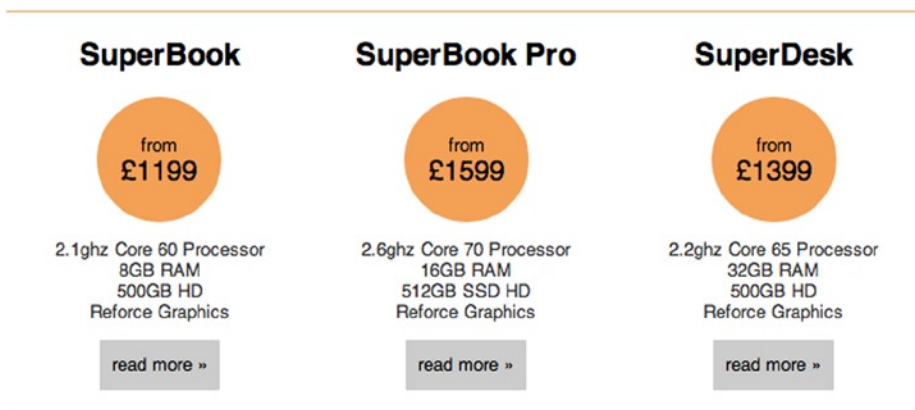 SuperBook
from
£1199
2.1ghz Core 60 Processor
8GB RAM
500GB HD
Reforce Graphics
read more »
SuperBook Pro
from
£1599
2.6ghz Core 70 Processor
16GB RAM
512GB SSD HD
Reforce Graphics
read more »
SuperDesk
from
£1399
2.2ghz Core 65 Processor
32GB RAM
500GB HD
Reforce Graphics
read more »